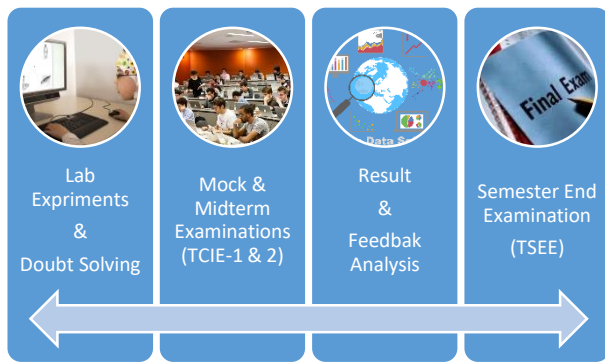 Lab
Expriments
&
Doubt Solving
Mock &
Midterm
Examinations
(TCIE-1 & 2)
Data S
Result
&
Feedbak
Analysis
Final Exam
Semester End
Examination
(TSEE)